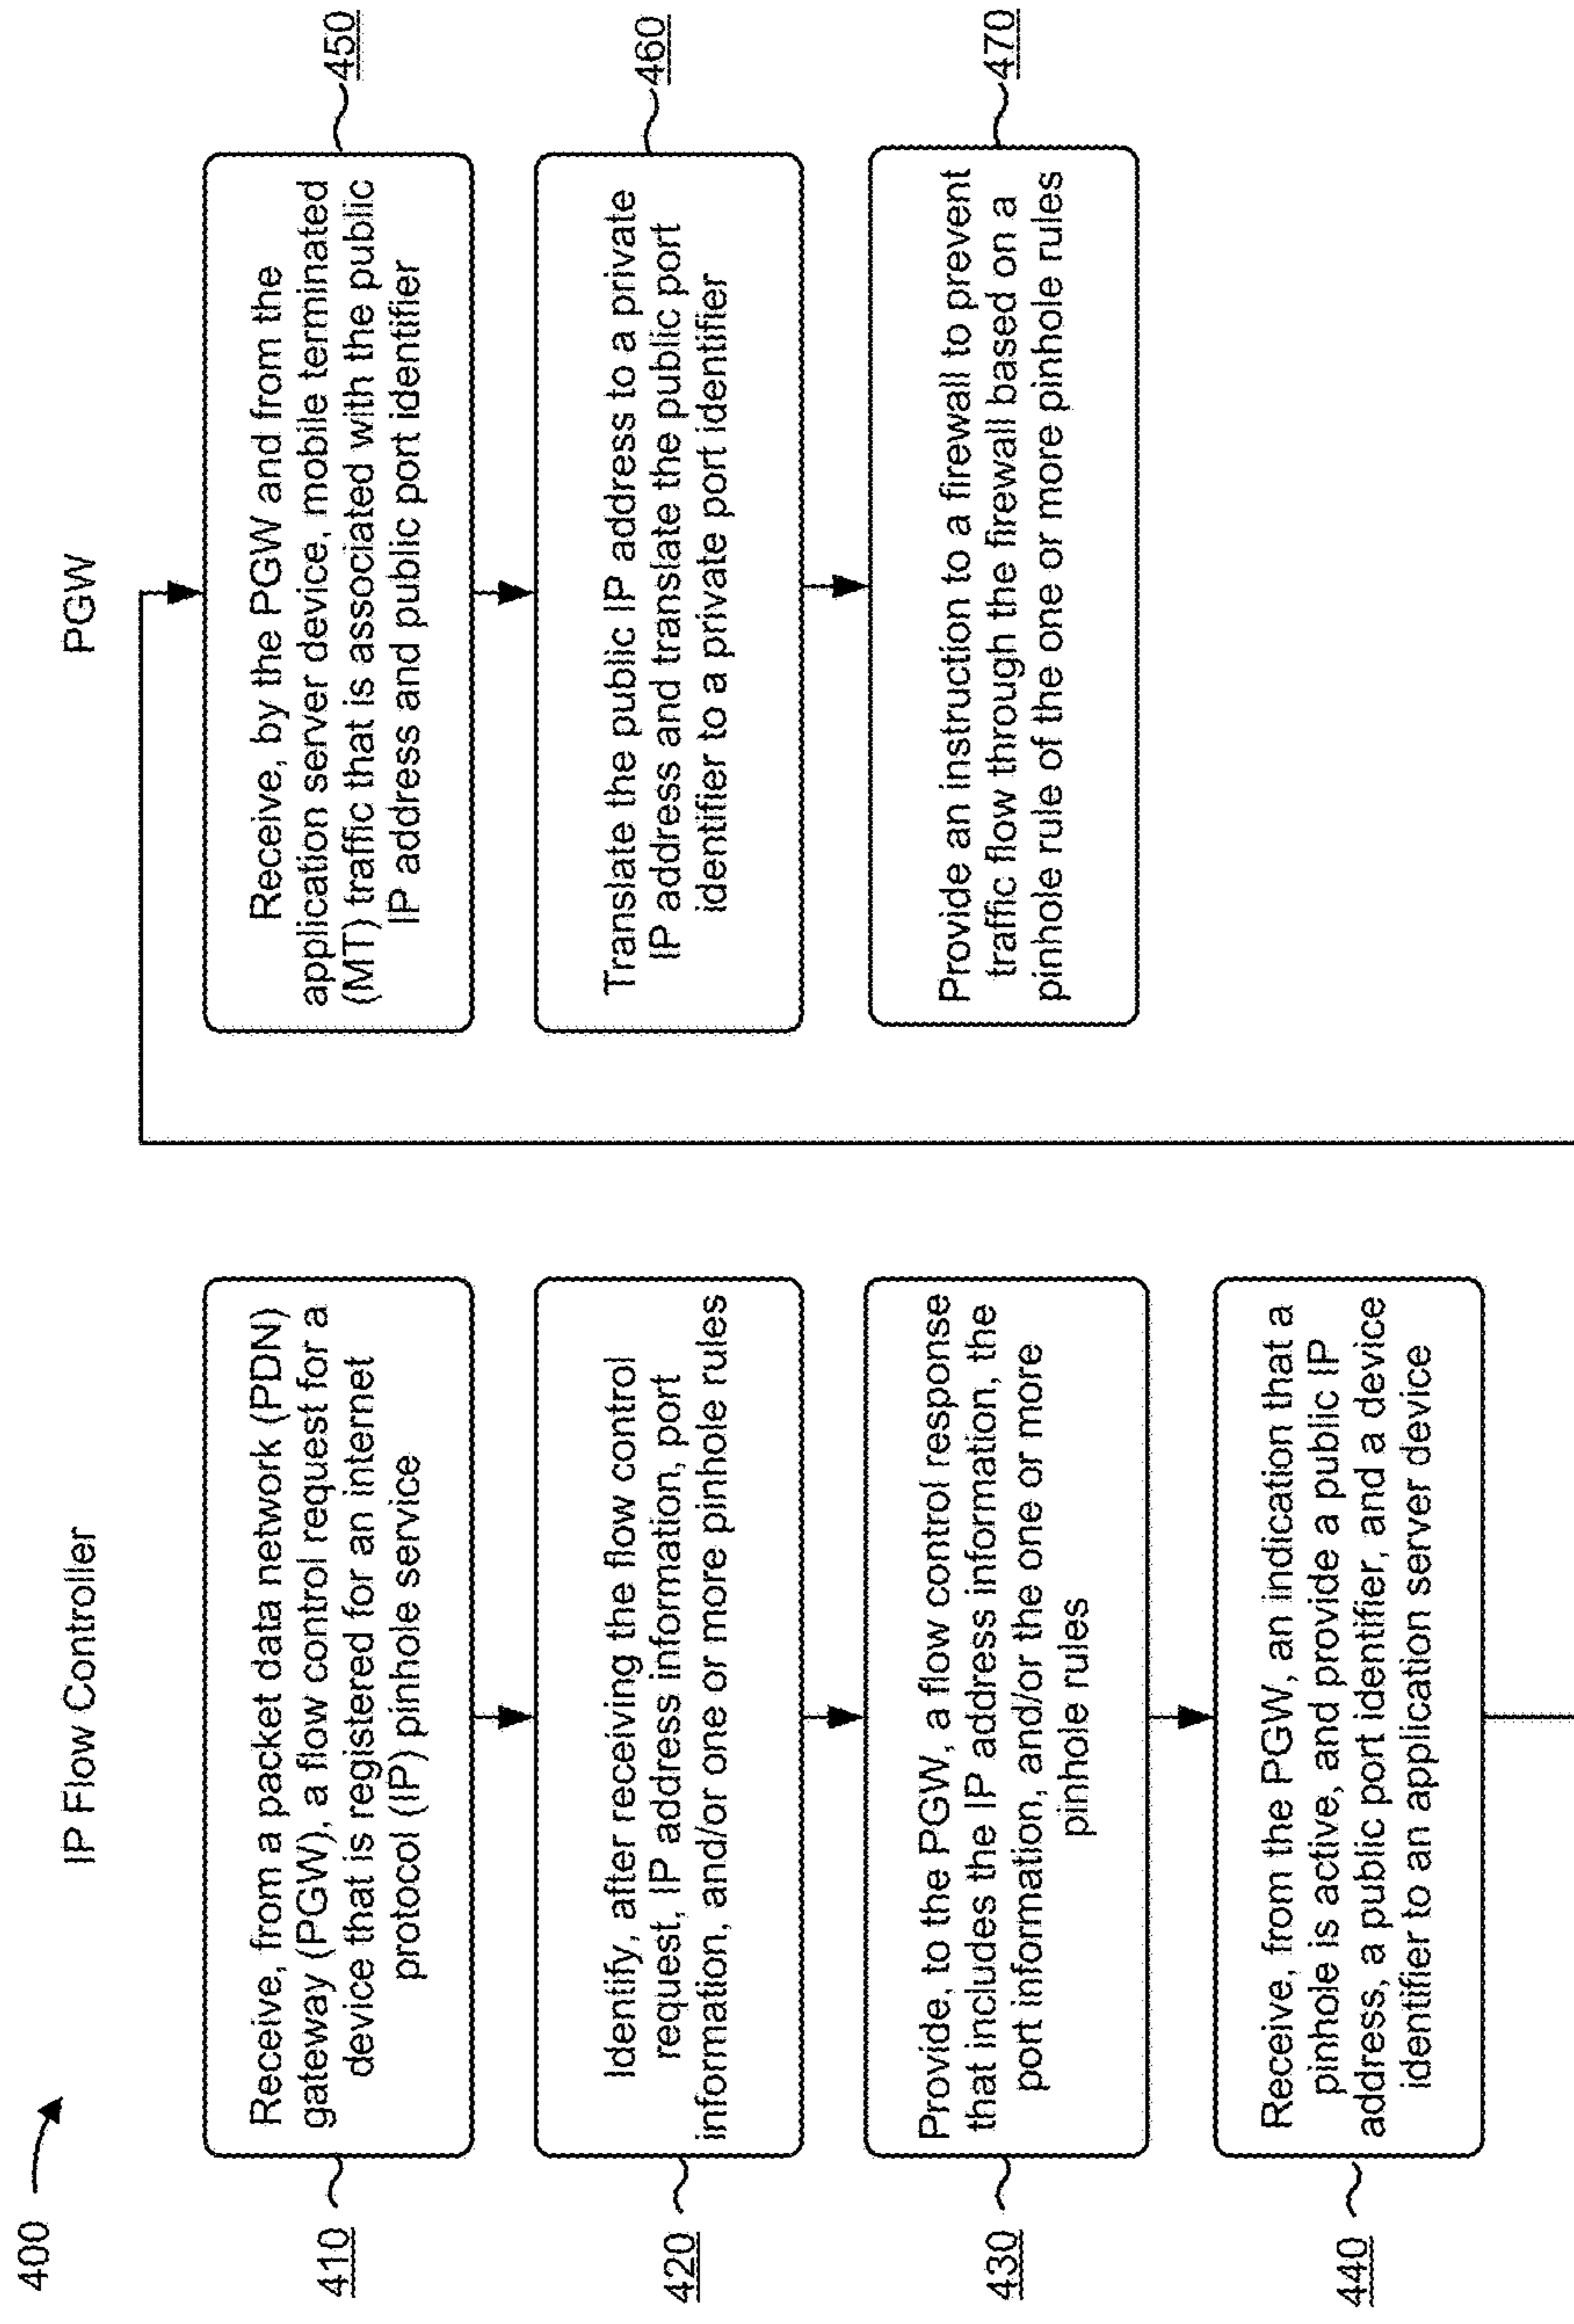 400
IP Flow Controller
410
Receive, from a packet data network (PDN)
gateway (PGW), a flow control request for a
device that is registered for an internet
protocol (IP) pinhole service
420
Identify, after receiving the flow control
request, IP address information, port
information, and/or one or more pinhole rules
430
Provide, to the PGW, a flow control response
that includes the IP address information, the
port information, and/or the one or more
pinhole rules
440
Receive, from the PGW, an indication that a
pinhole is active, and provide a public IP
address, a public port identifier, and a device
identifier to an application server device
PGW
450
Receive, by the PGW and from the
application server device, mobile terminated
(MT) traffic that is associated with the public
IP address and public port identifier
460
Translate the public IP address to a private
IP address and translate the public port
identifier to a private port identifier
470
Provide an instruction to a firewall to prevent
traffic flow through the firewall based on a
pinhole rule of the one or more pinhole rules